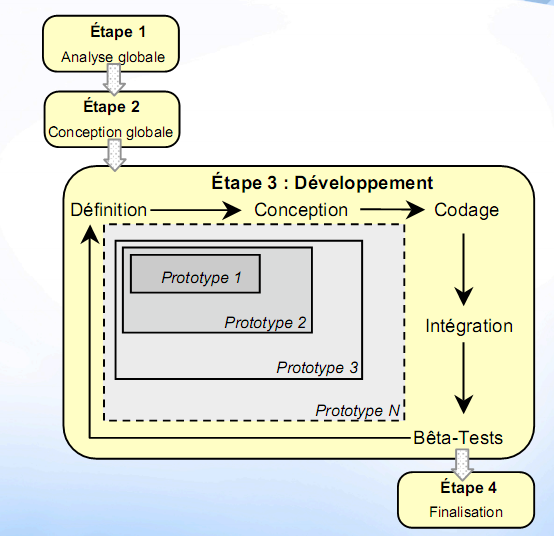 Étape 1
Analyse globale
Étape 2
Conception globale
Étape 3 : Développement
Définition
Conception
Codage
Prototype 1
Prototype 2
Intégration
Prototype 3
Prototype N
Bêta-Tests
Étape 4
Finalisation